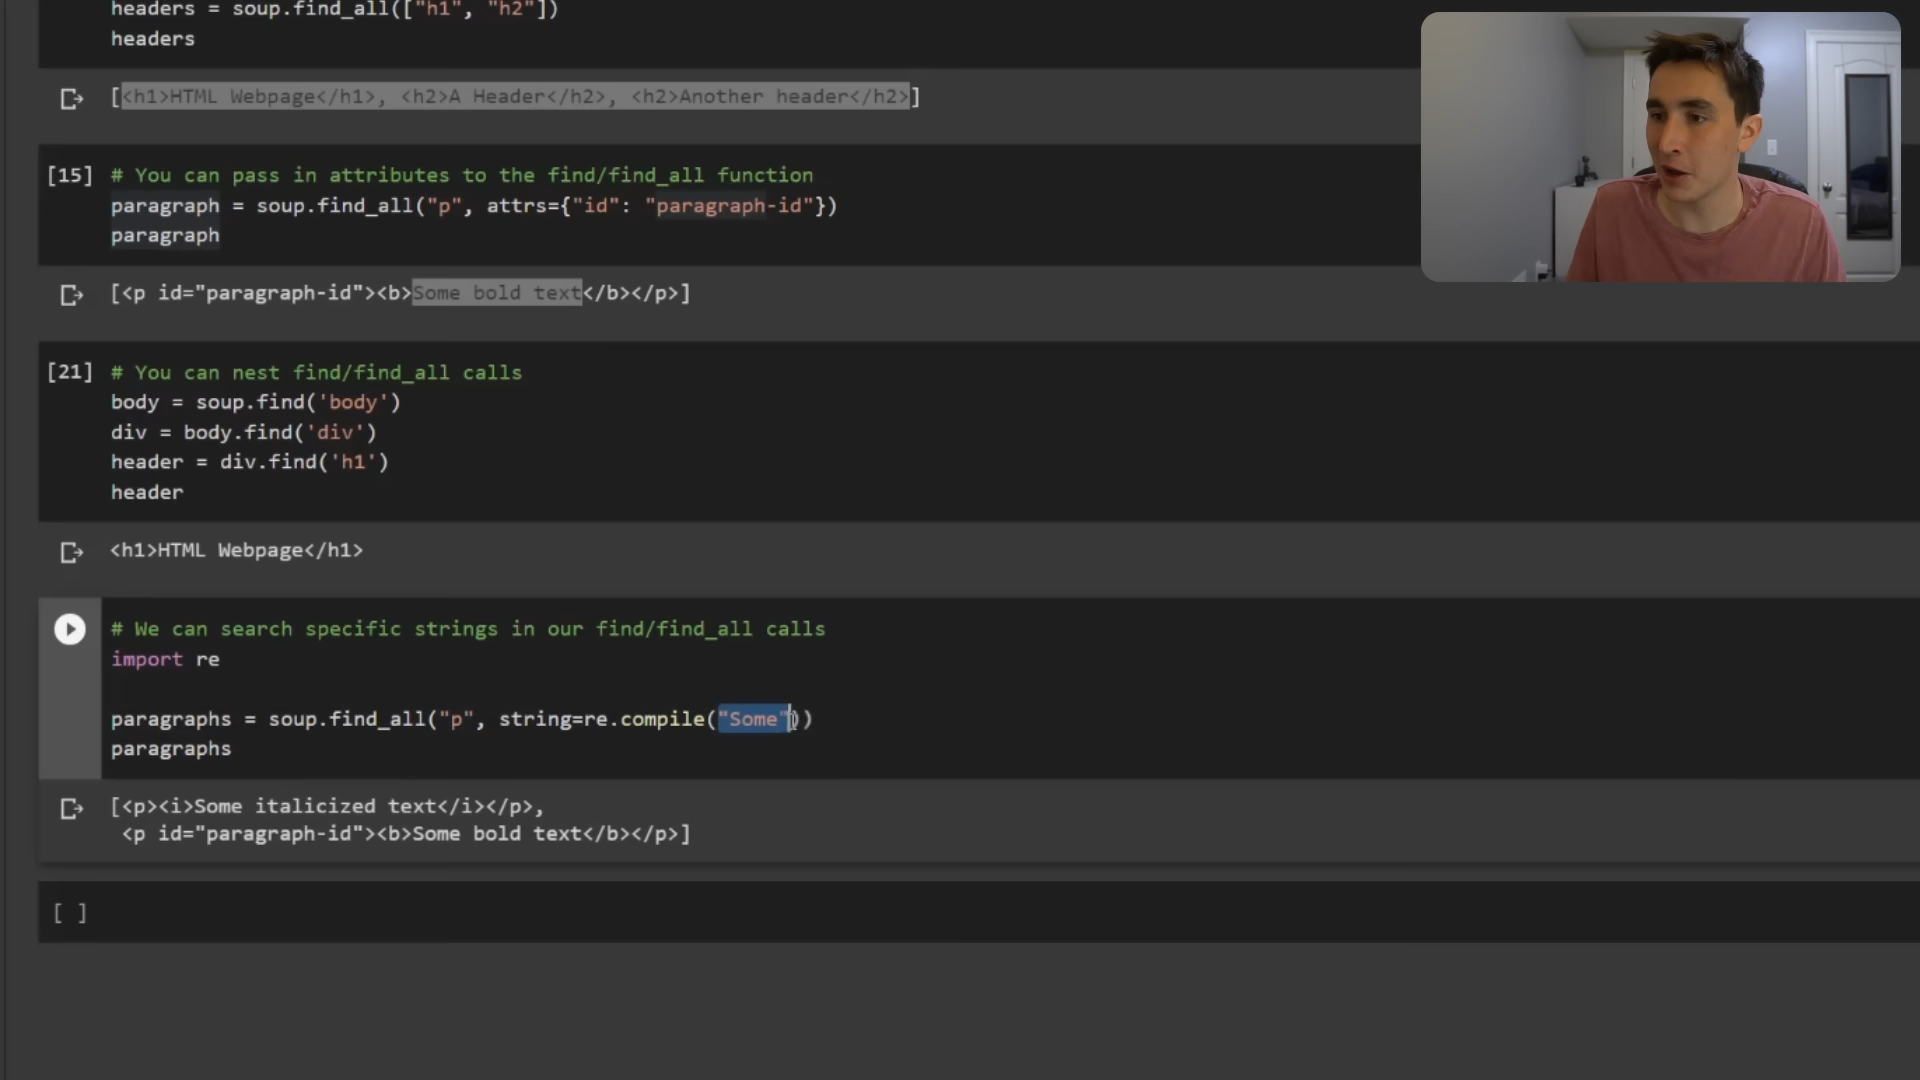 headers = soup.find_all(["h1", "h2"])
headers
[<h1>HTML Webpage</h1>, <h2>A Header</h2>, <h2>Another header</h2>]
[15] # You can pass in attributes to the find/find_all function
paragraph = soup.find_all("p", attrs={"id": "paragraph-id"})
paragraph
[<p id="paragraph-id"><b>Some bold text</b></p>]
[21] # You can nest find/find_all calls
body = soup.find('body')
div = body.find('div')
header = div.find('h1')
header
<h1>HTML Webpage</h1>
# We can search specific strings in our find/find_all calls
import re
paragraphs = soup.find_all("p", string=re.compile("Some"))
paragraphs
[<p><i>Some italicized text</i></p>,
<p id="paragraph-id"><b>Some bold text</b></p>]
[ ]